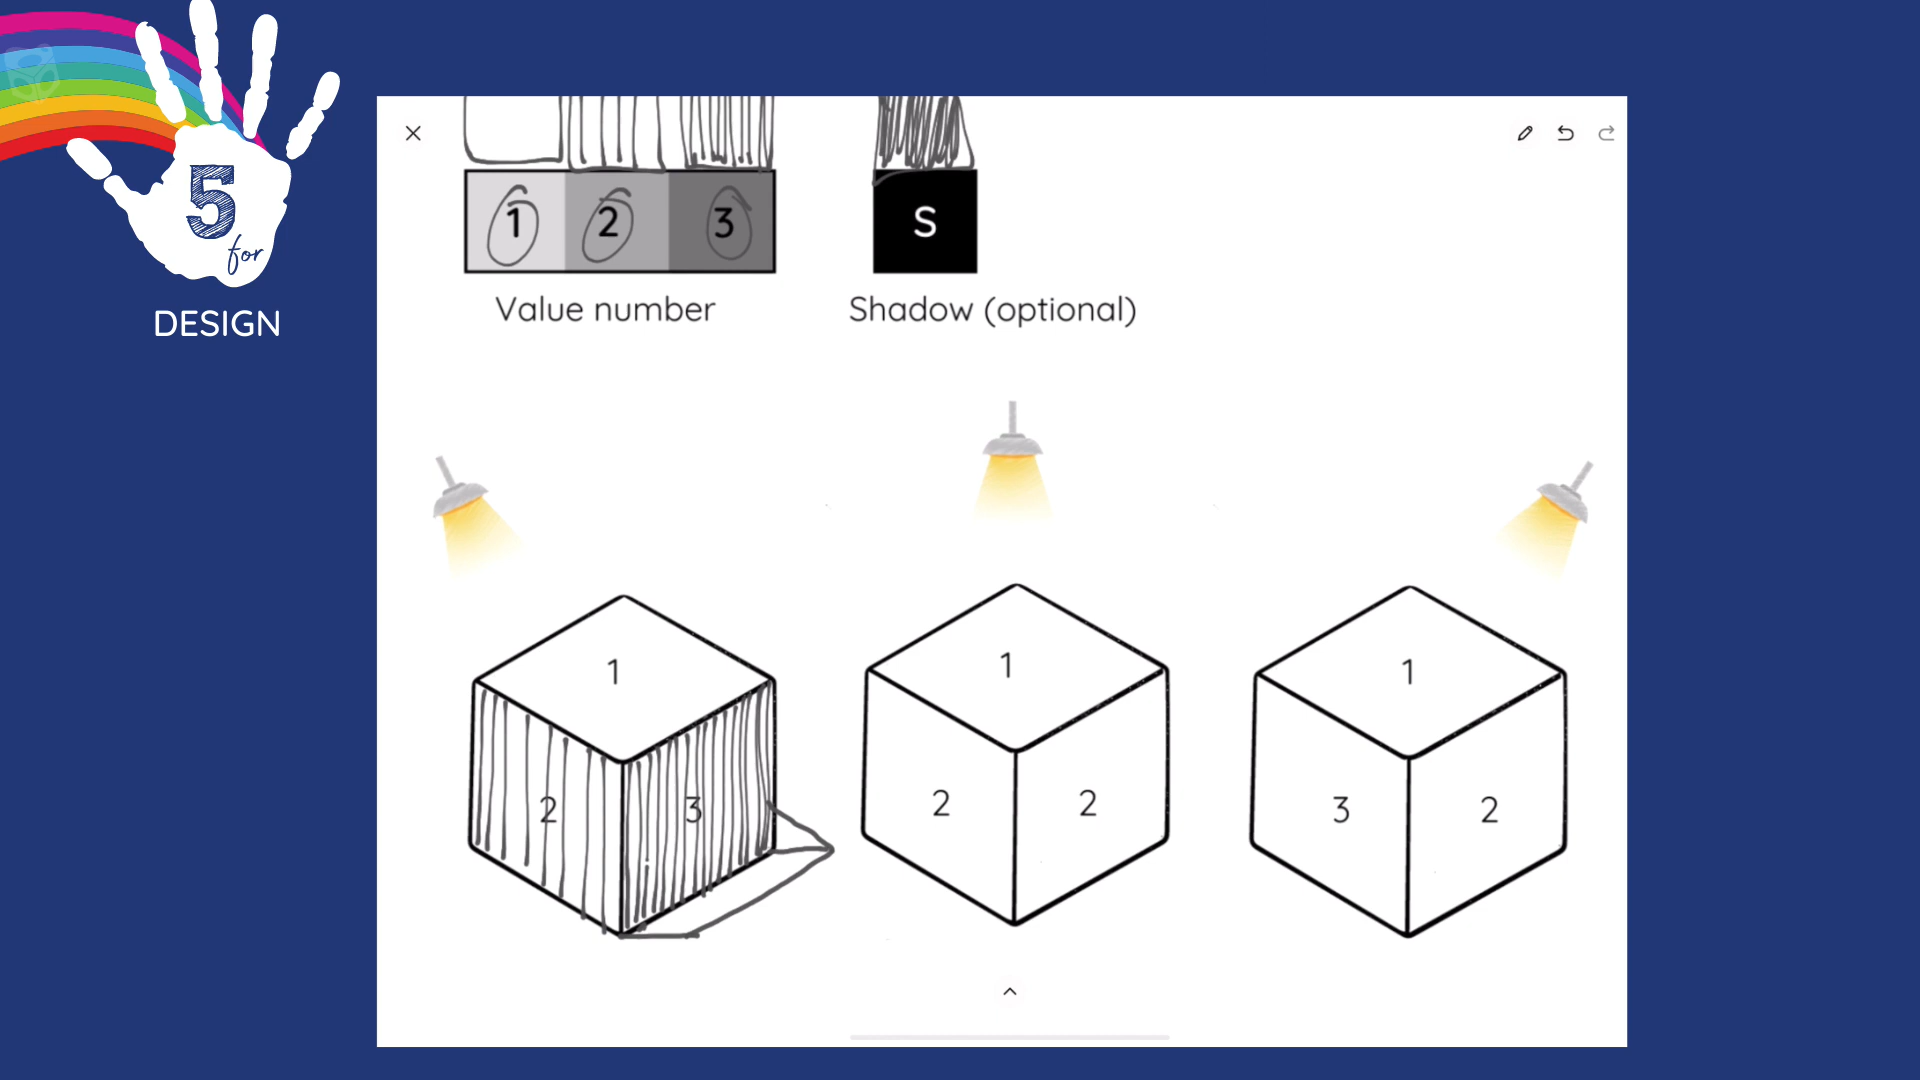 5
for
DESIGN
1 2 3 S
Value number Shadow (optional)
1 1 1
2 3 2 2 3 2